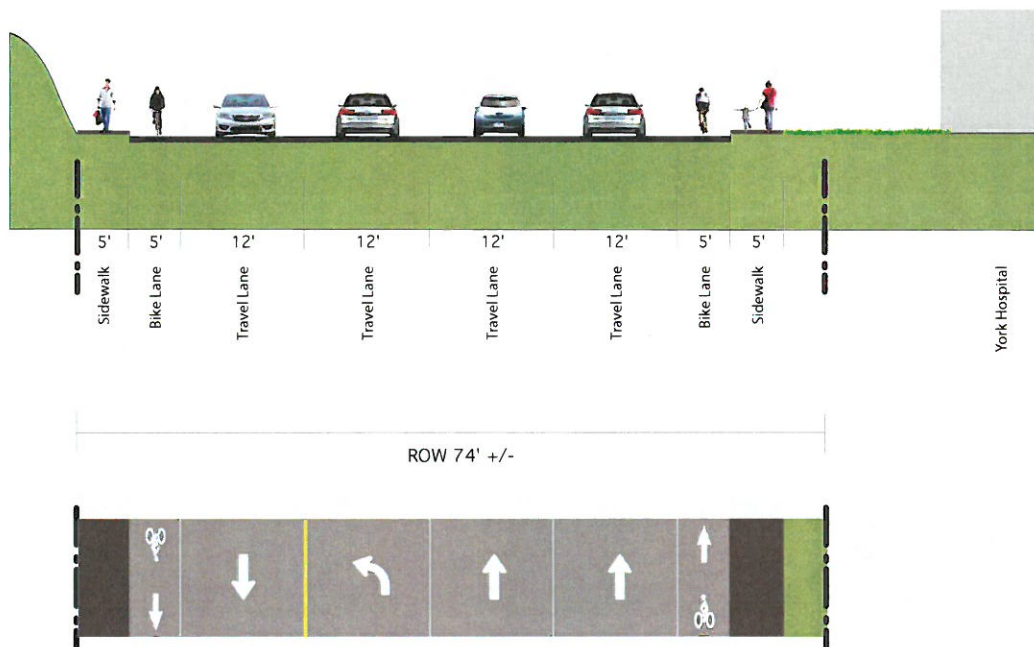 5' 5' 12' 12' 12' 12' 5' 5'
Sidewalk
Bike Lane
Travel Lane
Travel Lane
Travel Lane
Travel Lane
Bike Lane
Sidewalk
York Hospital
ROW 74' +/-